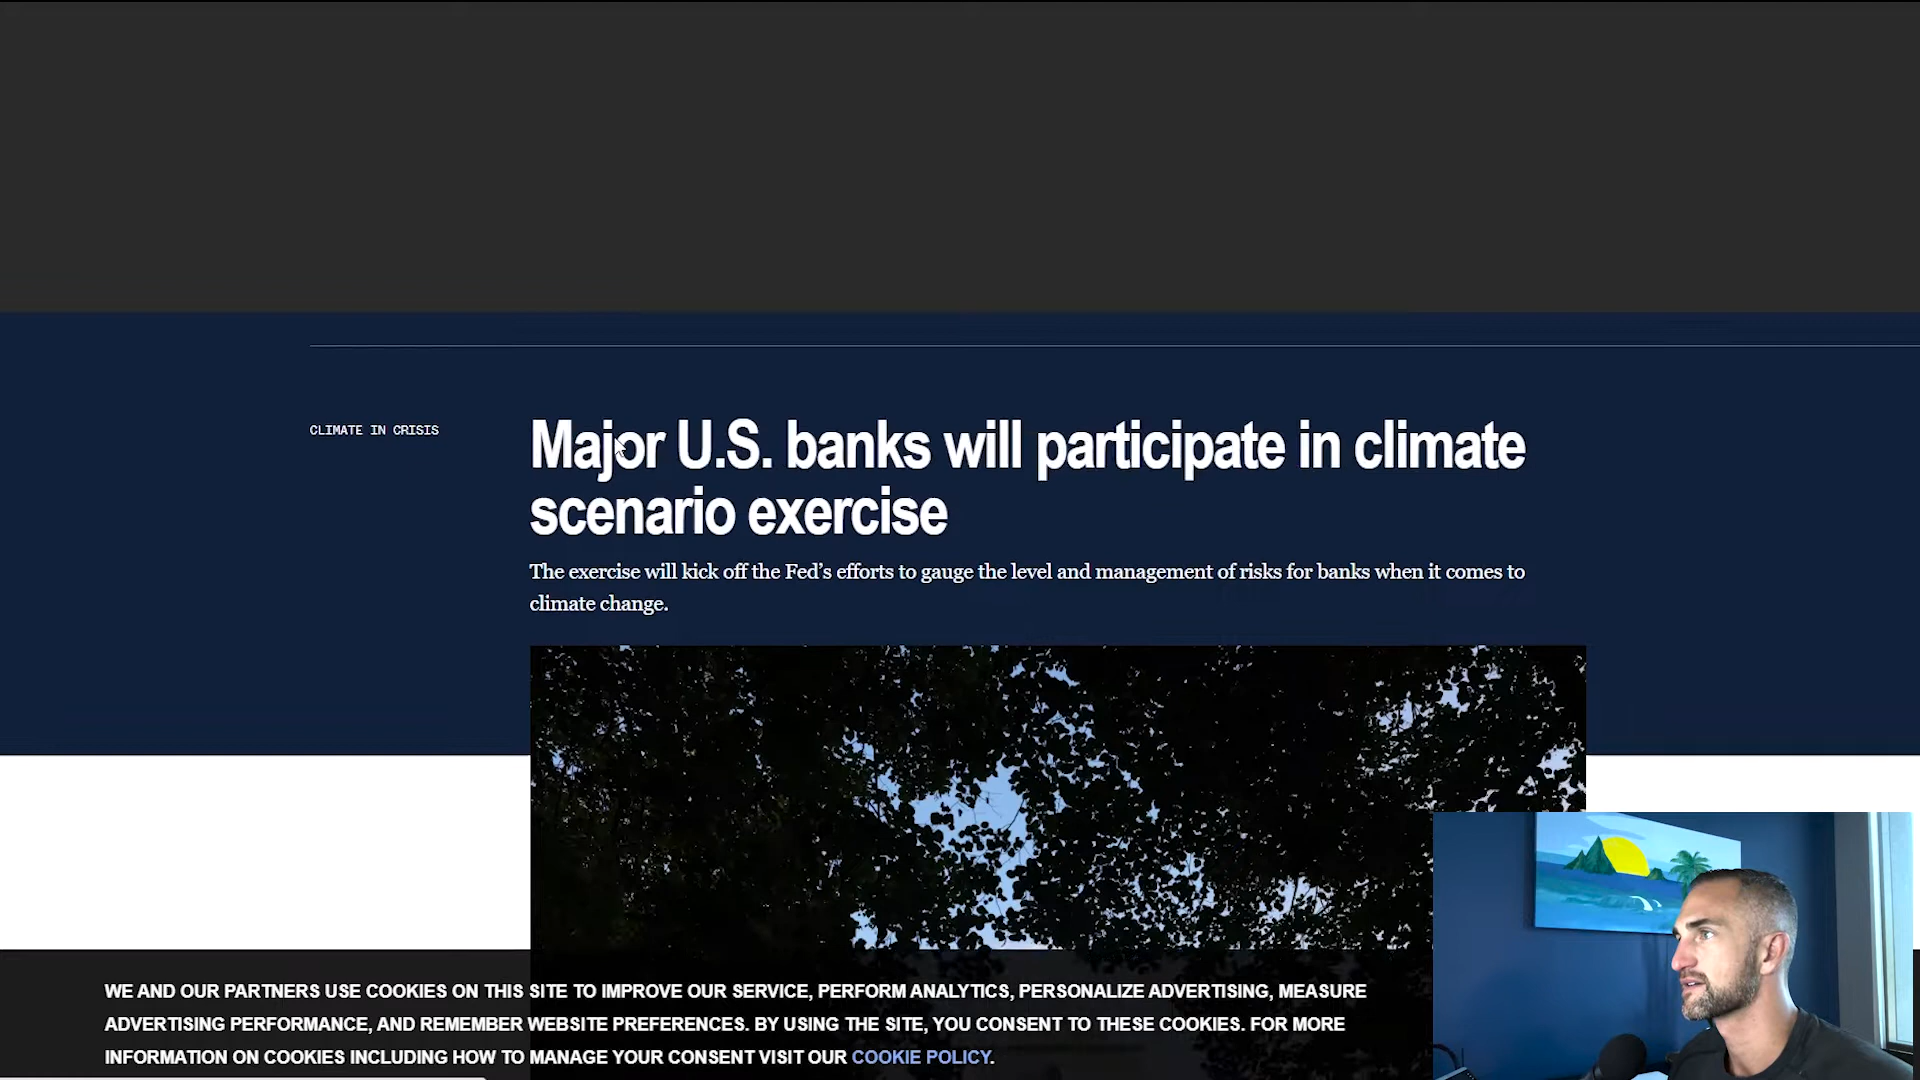 CLIMATE IN CRISIS
Major U.S. banks will participate in climate
scenario exercise
The exercise will kick off the Fed’s efforts to gauge the level and management of risks for banks when it comes to
climate change.
WE AND OUR PARTNERS USE COOKIES ON THIS SITE TO IMPROVE OUR SERVICE, PERFORM ANALYTICS, PERSONALIZE ADVERTISING, MEASURE
ADVERTISING PERFORMANCE, AND REMEMBER WEBSITE PREFERENCES. BY USING THE SITE, YOU CONSENT TO THESE COOKIES. FOR MORE
INFORMATION ON COOKIES INCLUDING HOW TO MANAGE YOUR CONSENT VISIT OUR COOKIE POLICY.